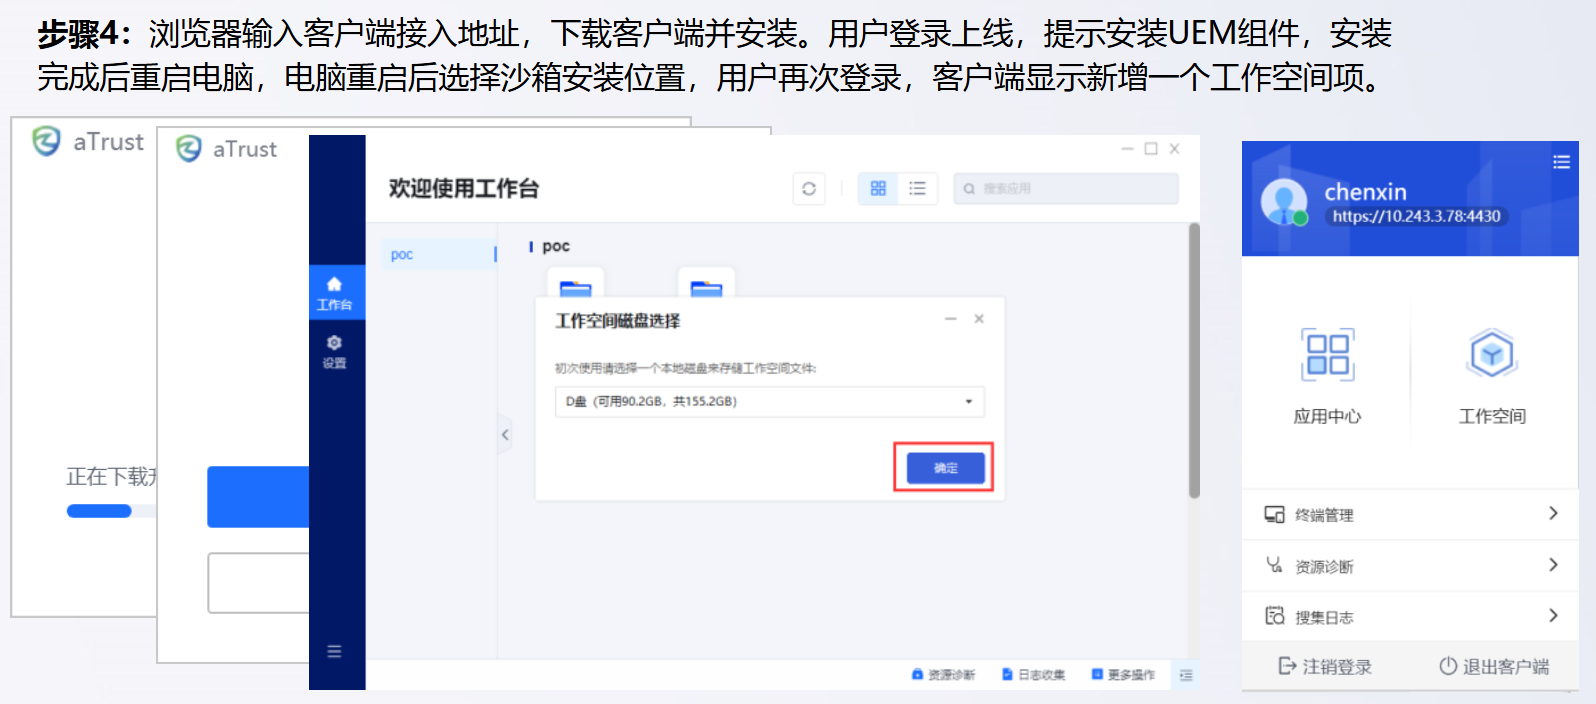 步骤4：浏览器输入客户端接入地址，下载客户端并安装。用户登录上线，提示安装UEM组件，安装
完成后重启电脑，电脑重启后选择沙箱安装位置，用户再次登录，客户端显示新增一个工作空间项。
aTrust
正在下载
aTrust
欢迎使用工作台
搜索应用
工作台
设置
poc
poc
工作空间磁盘选择
初次使用请选择一个本地磁盘来存储工作空间文件:
D盘（可用90.2GB，共155.2GB）
确定
资源诊断
日志收集
更多操作
chenxin
https://10.243.3.78:4430
应用中心
工作空间
终端管理
资源诊断
搜集日志
注销登录
退出客户端